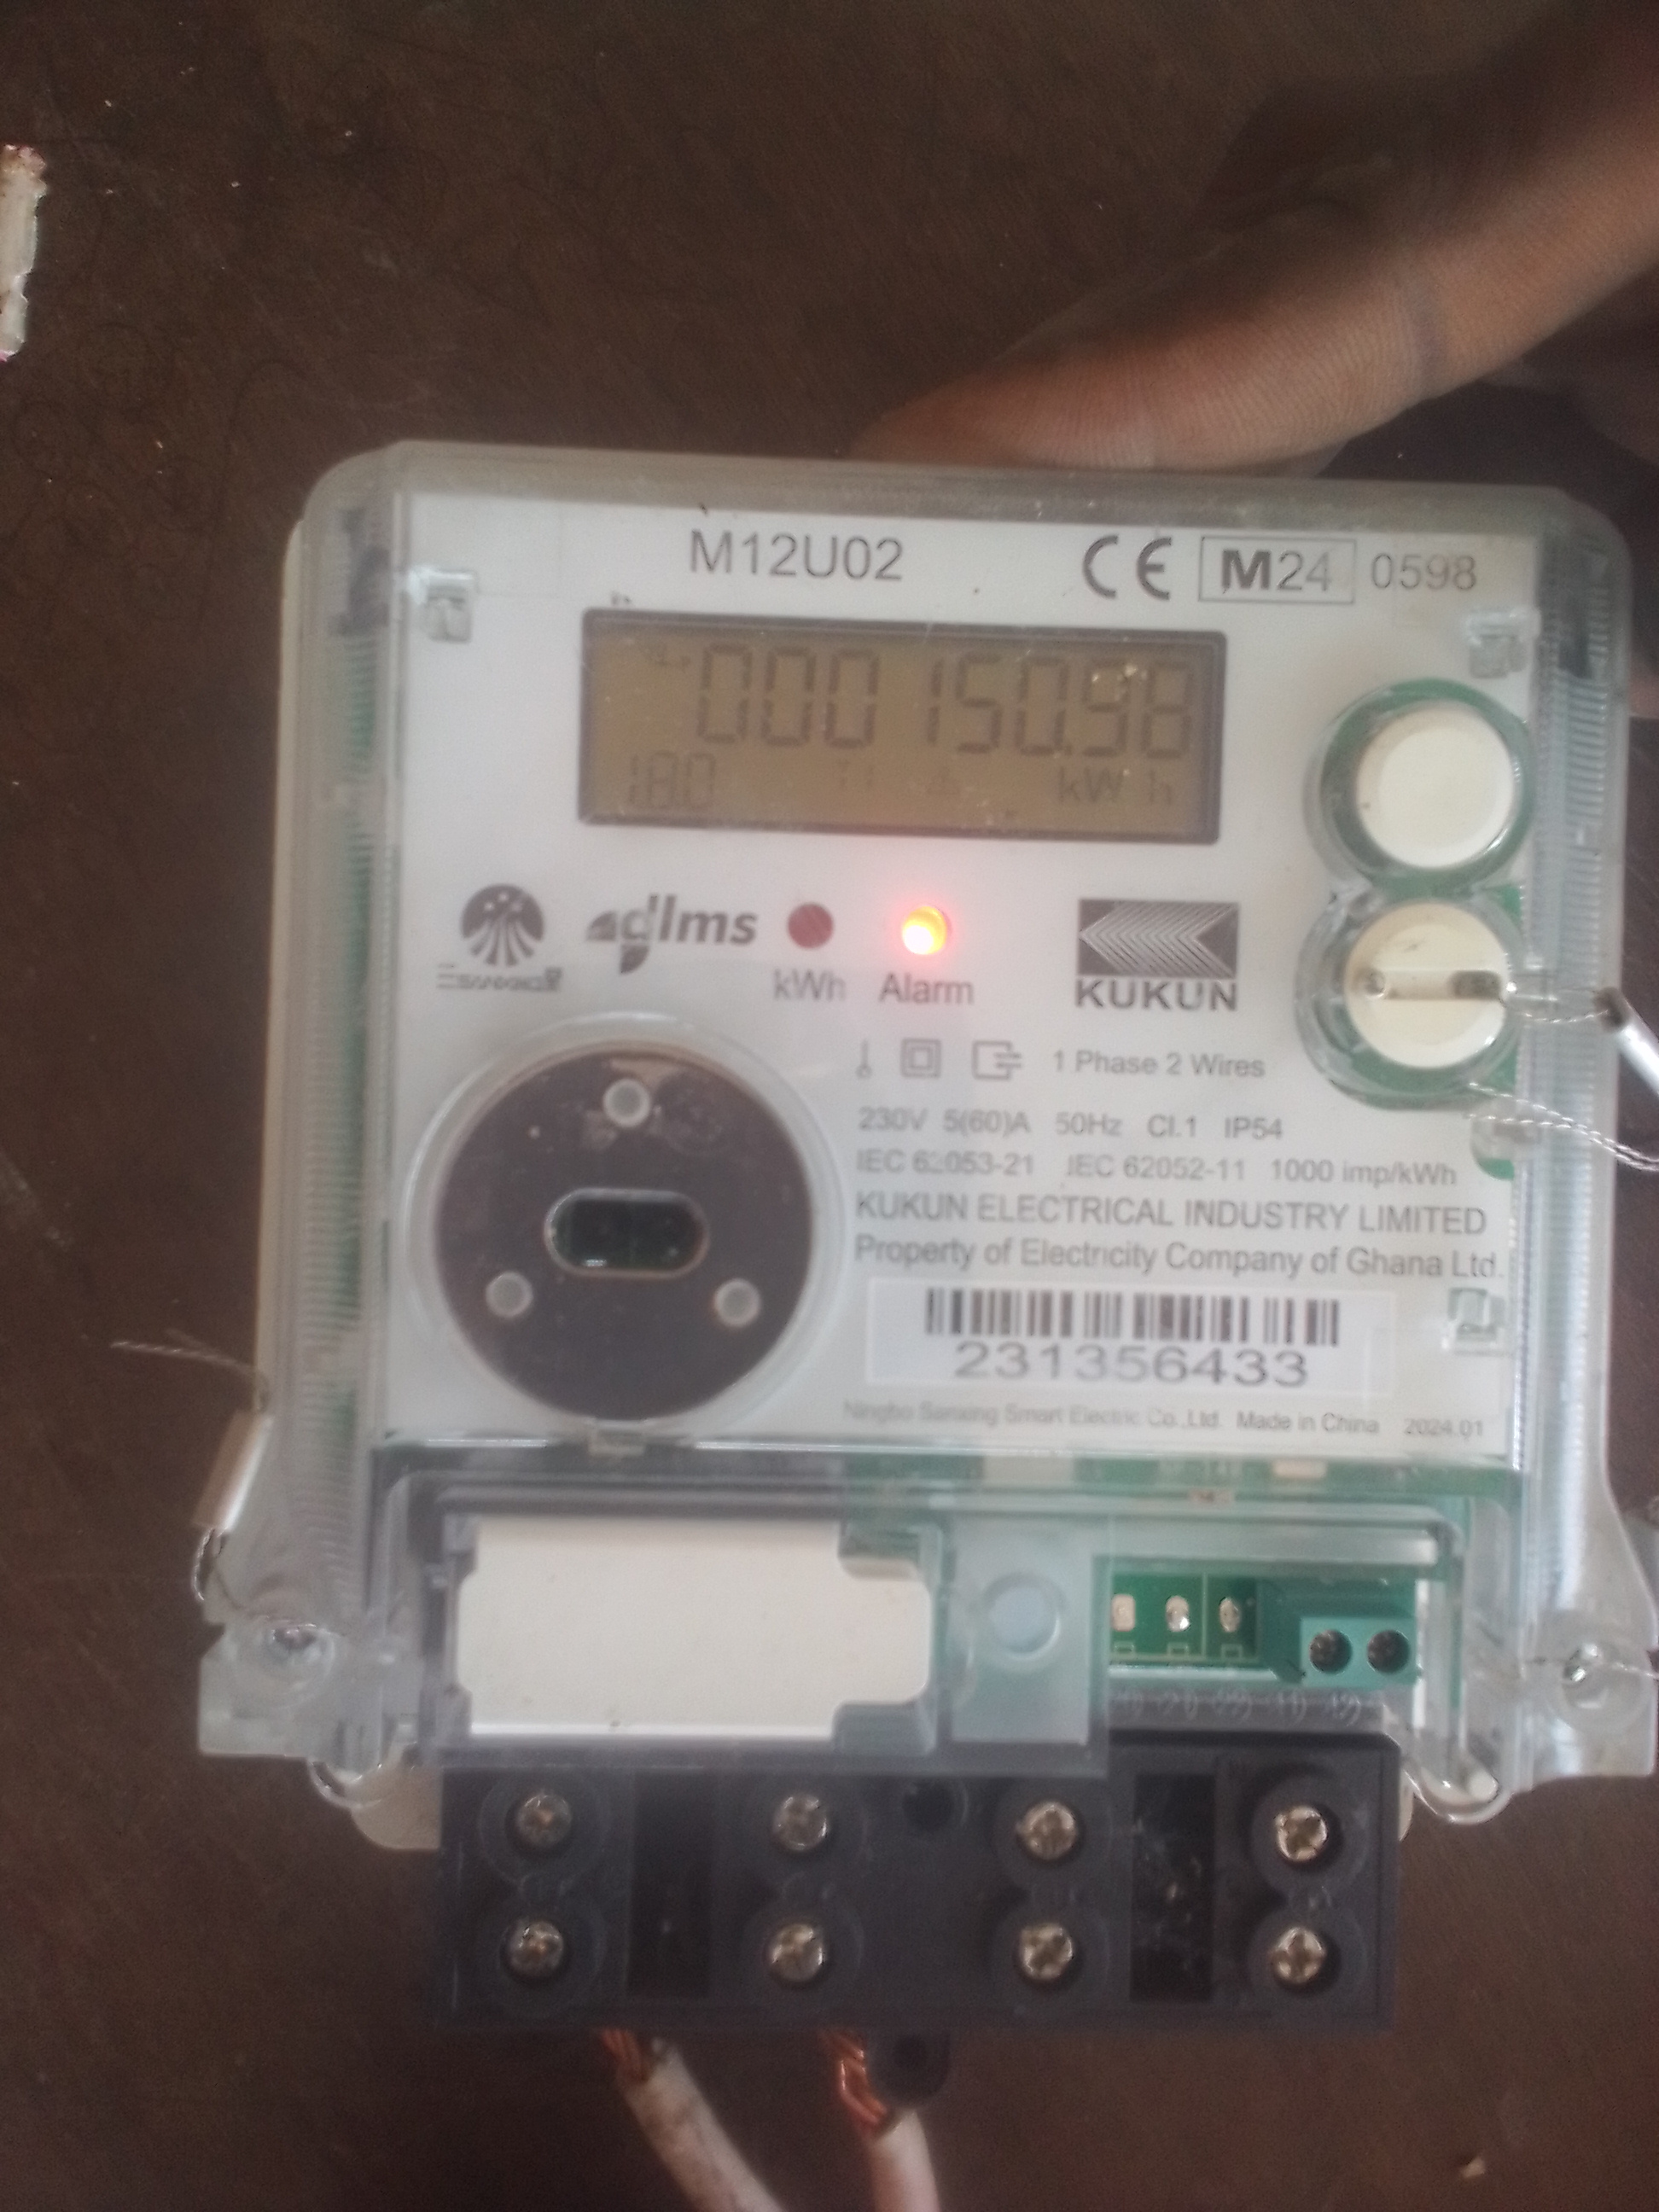 M12U02 CE M24 0598
000150.98
1.8.0 kWh
SANXING dlms kWh Alarm KUKUN
1 Phase 2 Wires
230V 5(60)A 50Hz Cl.1 IP54
IEC 62053-21 IEC 62052-11 1000 imp/kWh
KUKUN ELECTRICAL INDUSTRY LIMITED
Property of Electricity Company of Ghana Ltd.
231356433
Ningbo Sanxing Smart Electric Co.,Ltd. Made in China 2024.01